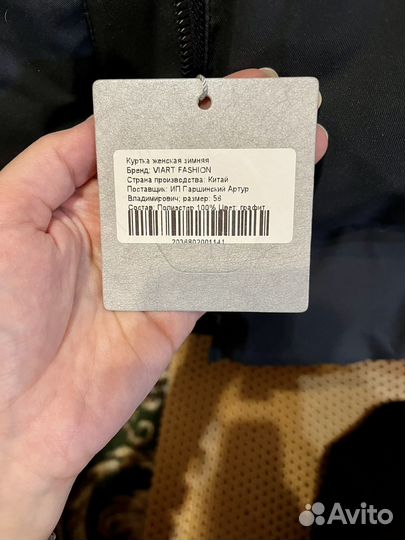 Куртка женская зимняя
Бренд: VIART FASHION
Страна производства: Китай
Поставщик: ИП Гаршинский Артур
Владимирович; размер: 56
Состав: Полиэстер 100% Цвет: графит
2036802001141
Avito